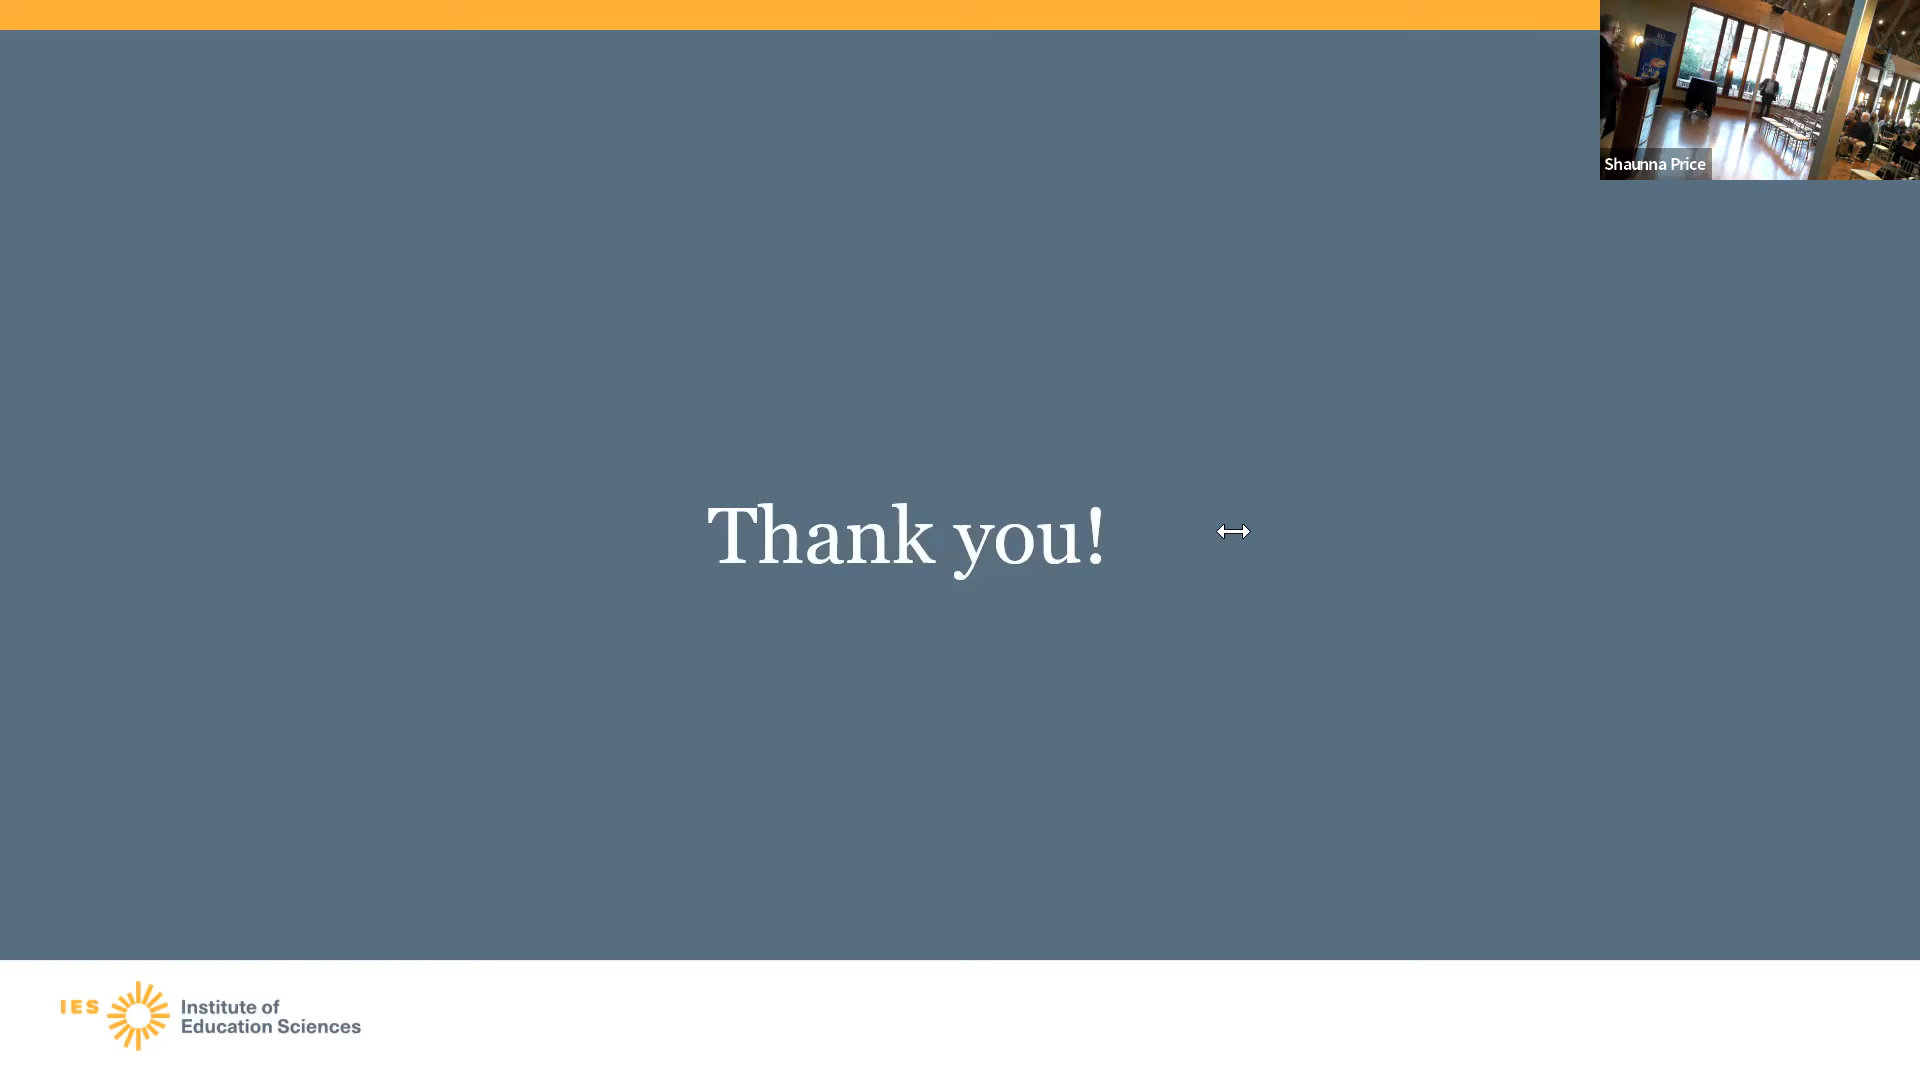 Shaunna Price
Thank you!
IES
Institute of
Education Sciences